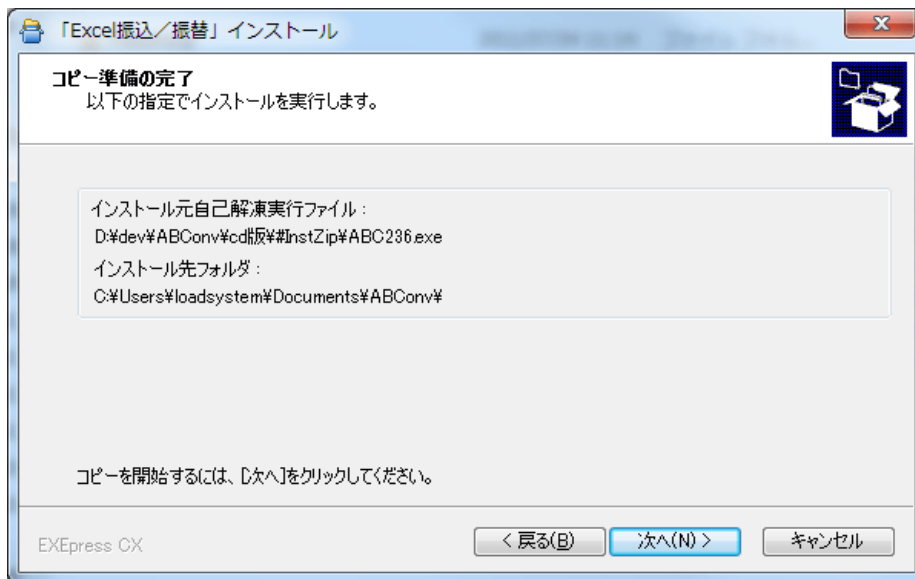 「Excel振込／振替」インストール
コピー準備の完了
以下の指定でインストールを実行します。
インストール元自己解凍実行ファイル：
D:¥dev¥ABConv¥cd版¥#InstZip¥ABC236.exe
インストール先フォルダ：
C:¥Users¥loadsystem¥Documents¥ABConv¥
コピーを開始するには、[次へ]をクリックしてください。
EXEpress CX
< 戻る(B)
次へ(N) >
キャンセル